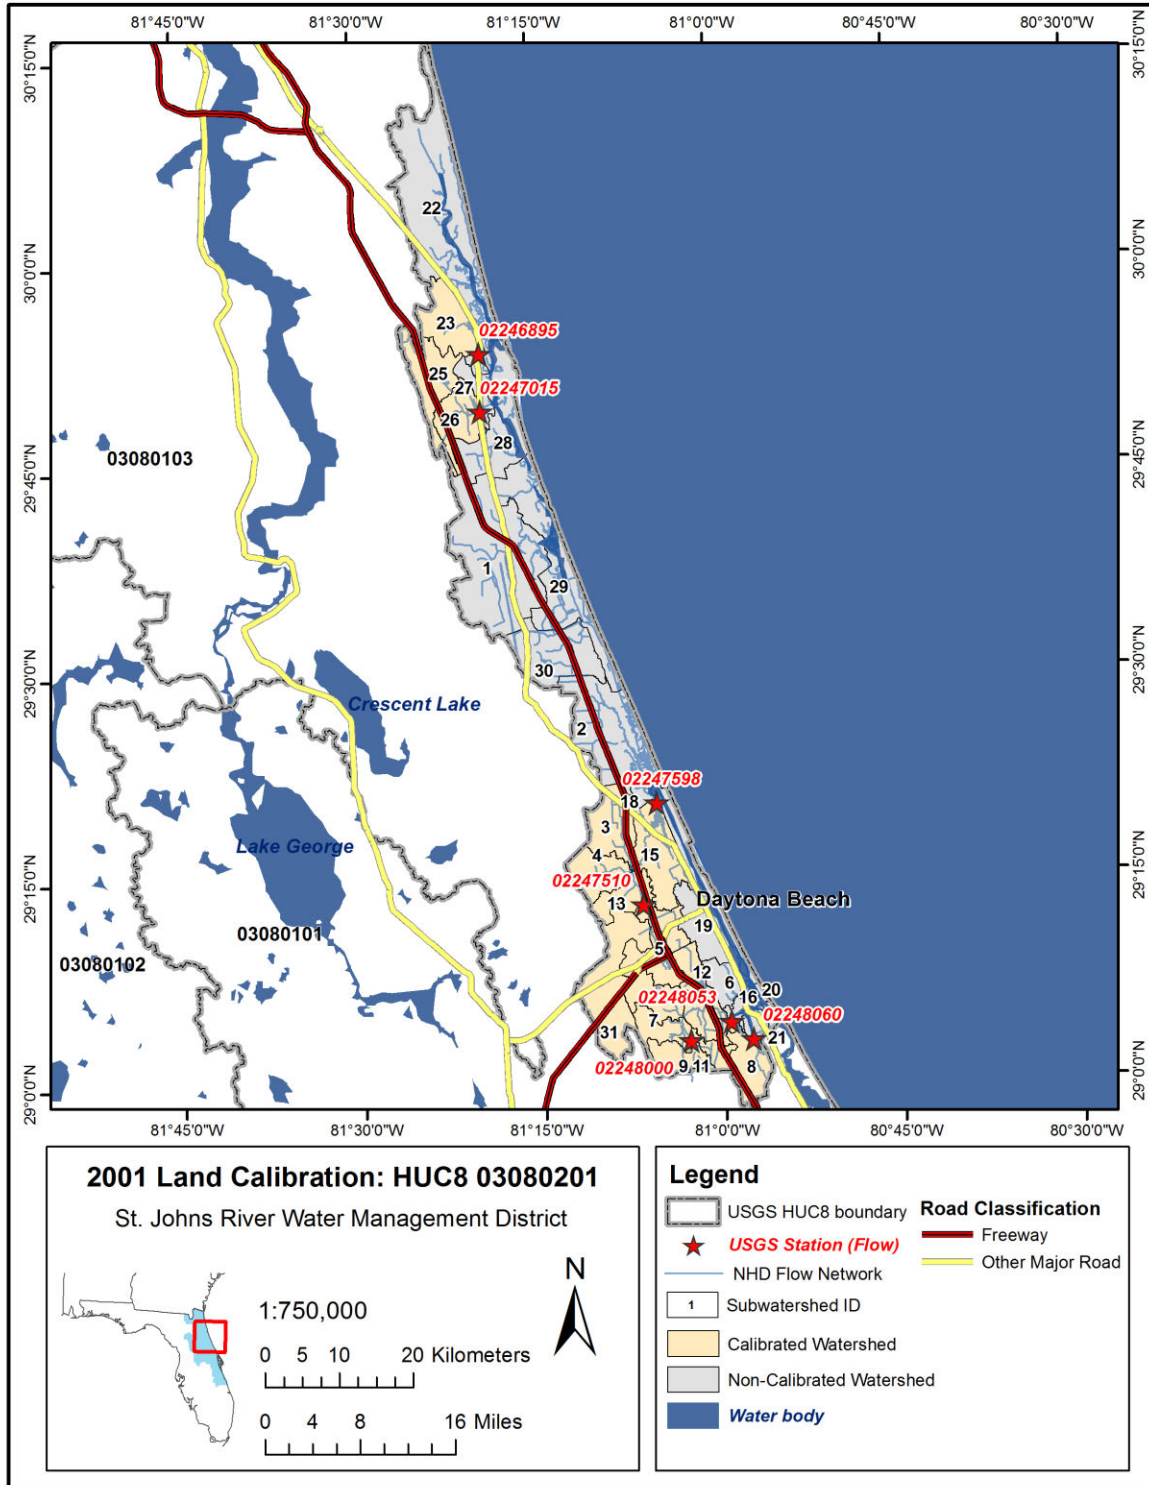 81°45'0"W 81°30'0"W 81°15'0"W 81°0'0"W 80°45'0"W 80°30'0"W
30°15'0"N
30°15'0"N
22
30°0'0"N
30°0'0"N
23
02246895
25
27
02247015
26
28
03080103
29°45'0"N
29°45'0"N
1
29
30
29°30'0"N
29°30'0"N
Crescent Lake
2
02247598
18
3
Lake George
4
15
29°15'0"N
29°15'0"N
02247510
13
Daytona Beach
19
03080101
5
03080102
12
6
20
02248053
16
02248060
7
31
21
02248000
9
11
8
29°0'0"N
29°0'0"N
81°45'0"W 81°30'0"W 81°15'0"W 81°0'0"W 80°45'0"W 80°30'0"W
2001 Land Calibration: HUC8 03080201
St. Johns River Water Management District
N
1:750,000
0 5 10 20 Kilometers
0 4 8 16 Miles
Legend
USGS HUC8 boundary
USGS Station (Flow)
NHD Flow Network
1
Subwatershed ID
Calibrated Watershed
Non-Calibrated Watershed
Water body
Road Classification
Freeway
Other Major Road